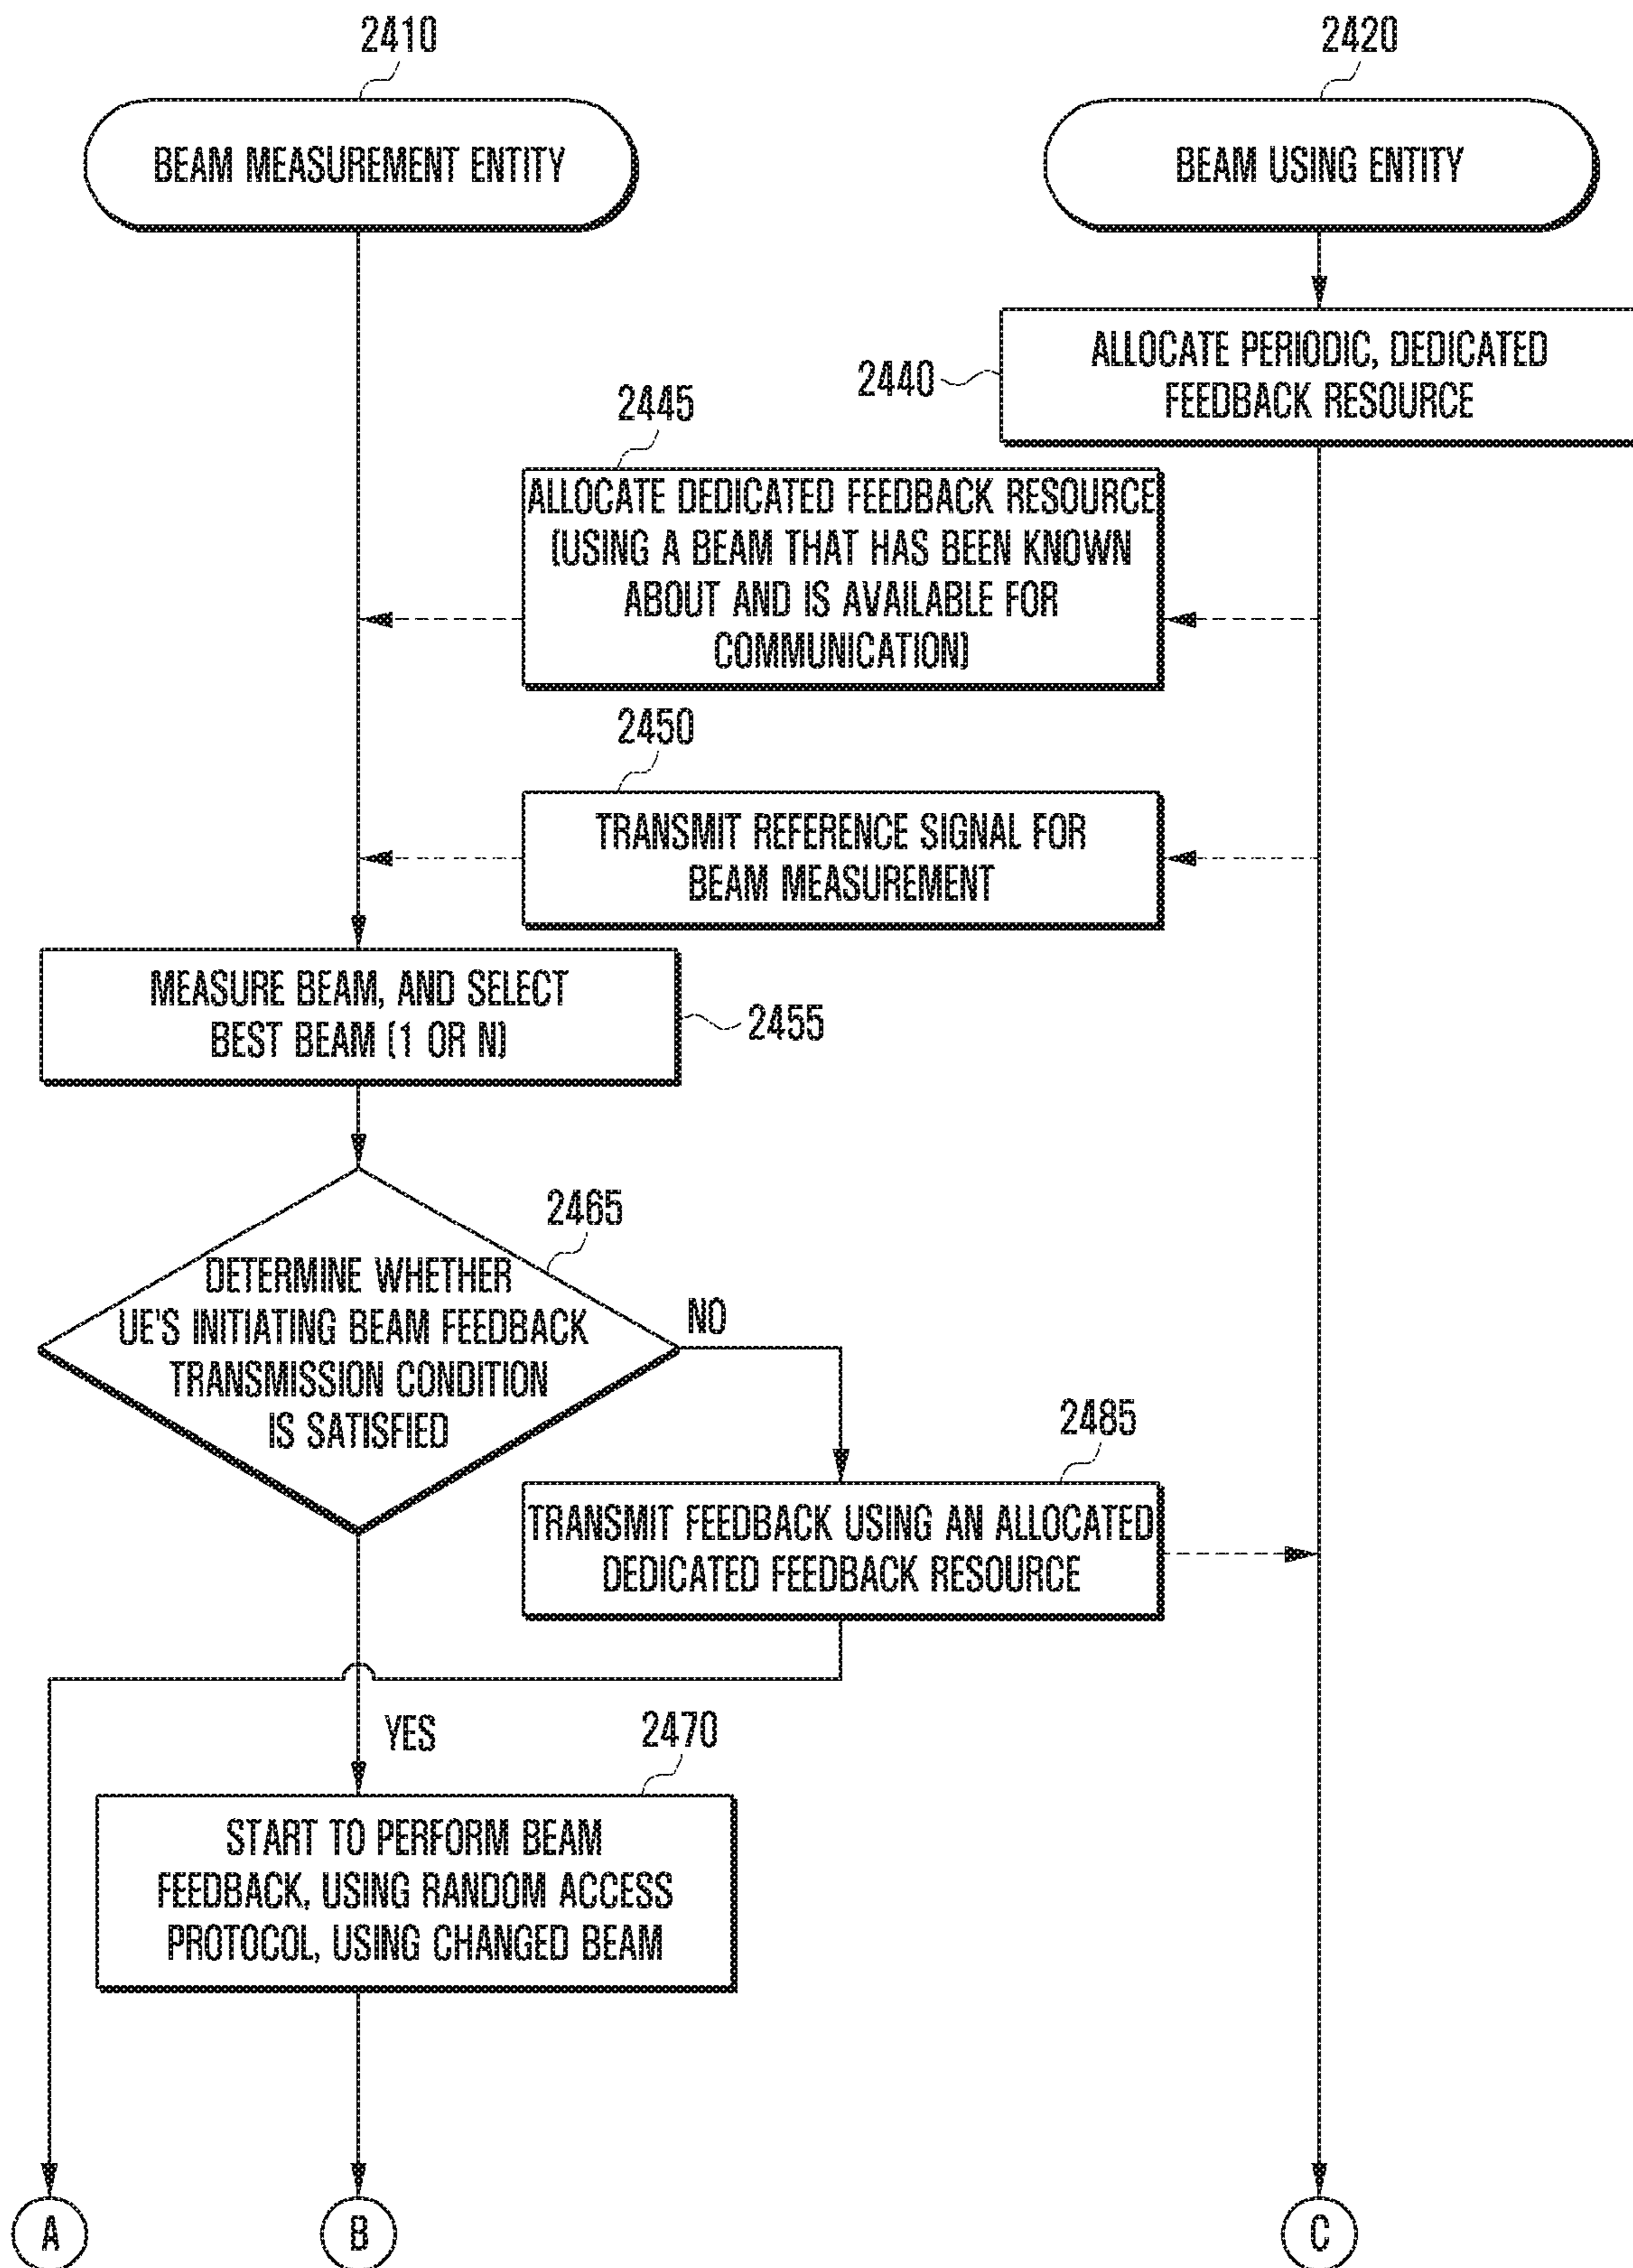 2410
2420
BEAM MEASUREMENT ENTITY
BEAM USING ENTITY
ALLOCATE PERIODIC, DEDICATED
FEEDBACK RESOURCE
2440
2445
ALLOCATE DEDICATED FEEDBACK RESOURCE
(USING A BEAM THAT HAS BEEN KNOWN
ABOUT AND IS AVAILABLE FOR
COMMUNICATION)
2450
TRANSMIT REFERENCE SIGNAL FOR
BEAM MEASUREMENT
MEASURE BEAM, AND SELECT
BEST BEAM (1 OR N)
2455
2465
DETERMINE WHETHER
UE'S INITIATING BEAM FEEDBACK
TRANSMISSION CONDITION
IS SATISFIED
NO
2485
TRANSMIT FEEDBACK USING AN ALLOCATED
DEDICATED FEEDBACK RESOURCE
YES
2470
START TO PERFORM BEAM
FEEDBACK, USING RANDOM ACCESS
PROTOCOL, USING CHANGED BEAM
A
B
C